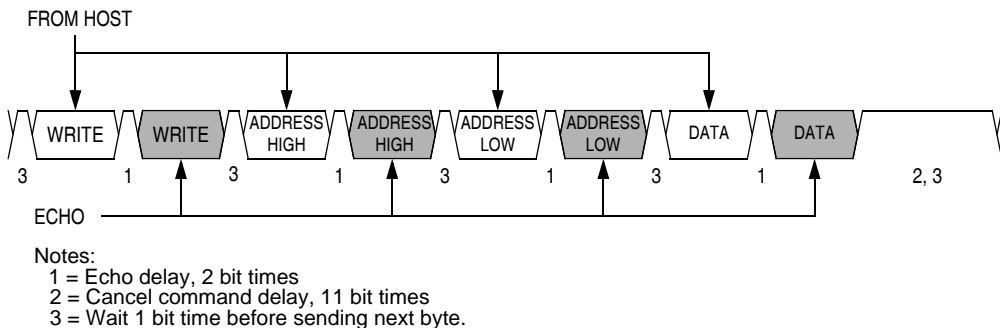 FROM HOST
WRITE WRITE ADDRESS HIGH ADDRESS HIGH ADDRESS LOW ADDRESS LOW DATA DATA
3 1 3 1 3 1 3 1 2, 3
ECHO
Notes:
1 = Echo delay, 2 bit times
2 = Cancel command delay, 11 bit times
3 = Wait 1 bit time before sending next byte.